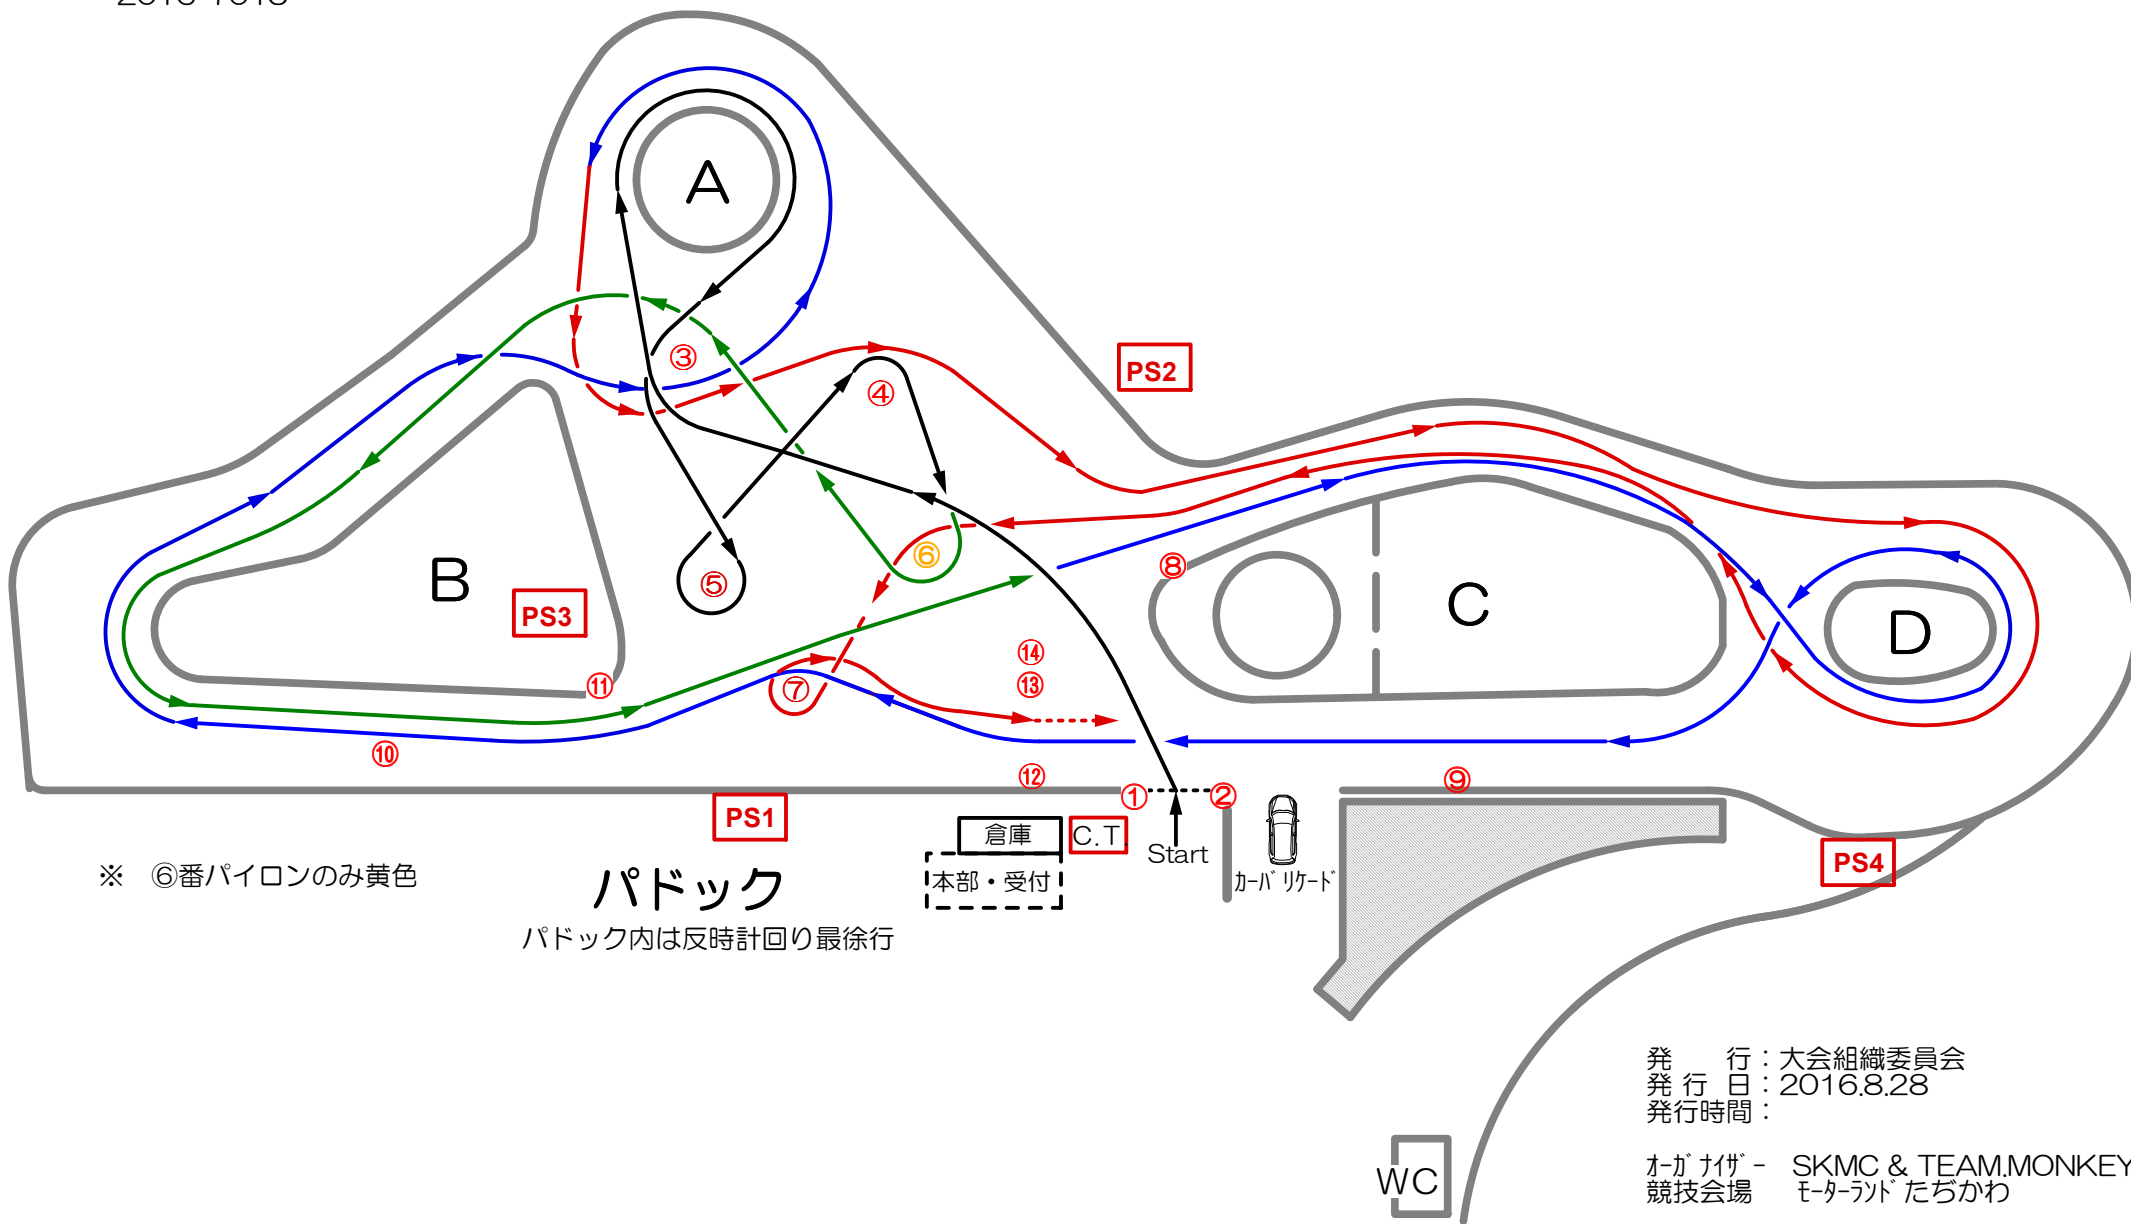 A
③
PS2
④
⑥
⑧
⑤
B
PS3
C
D
⑭
⑬
⑪
⑦
⑩
⑫
①
②
⑨
PS1
倉庫
C.T.
Start
本部・受付
カーバリケード
PS4
※　⑥番パイロンのみ黄色
パドック
パドック内は反時計回り最徐行
発　　行：大会組織委員会
発 行 日：2016.8.28
発行時間：
オーガナイザー　SKMC & TEAM.MONKEY
競技会場　モーターランドたぢかわ
WC